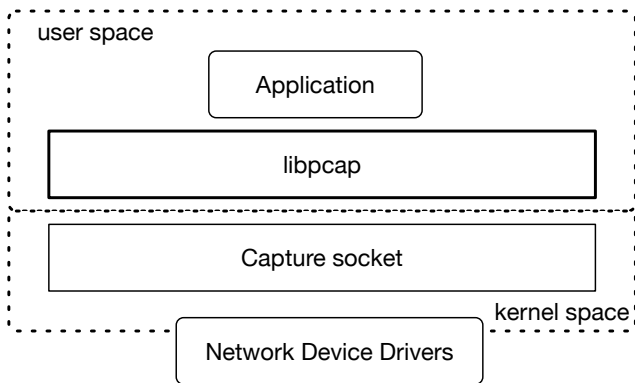 user space
Application
libpcap
Capture socket
kernel space
Network Device Drivers